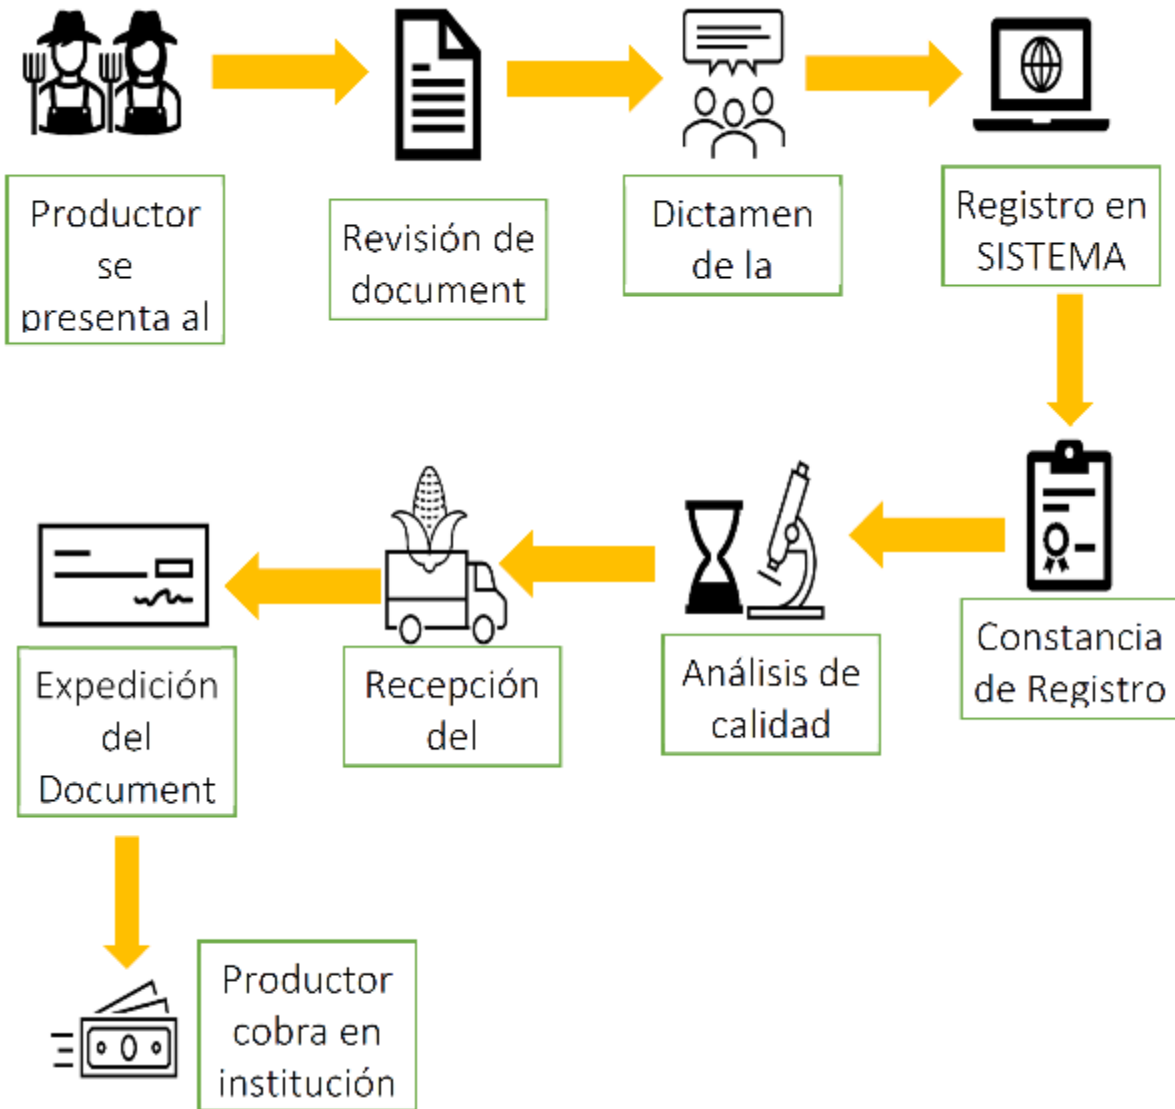 Productor
se
presenta al
Revisión de
document
Dictamen
de la
Registro en
SISTEMA
Constancia
de Registro
Análisis de
calidad
Recepción
del
Expedición
del
Document
Productor
cobra en
institución